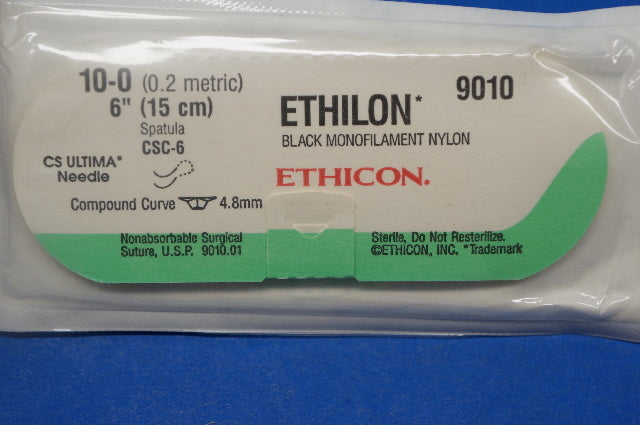 10-0 (0.2 metric)
6" (15 cm)
Spatula
CSC-6
CS ULTIMA*
Needle
Compound Curve 4.8mm
ETHILON*
9010
BLACK MONOFILAMENT NYLON
ETHICON.
Nonabsorbable Surgical
Suture, U.S.P. 9010.01
Sterile, Do Not Resterilize.
©ETHICON, INC. *Trademark